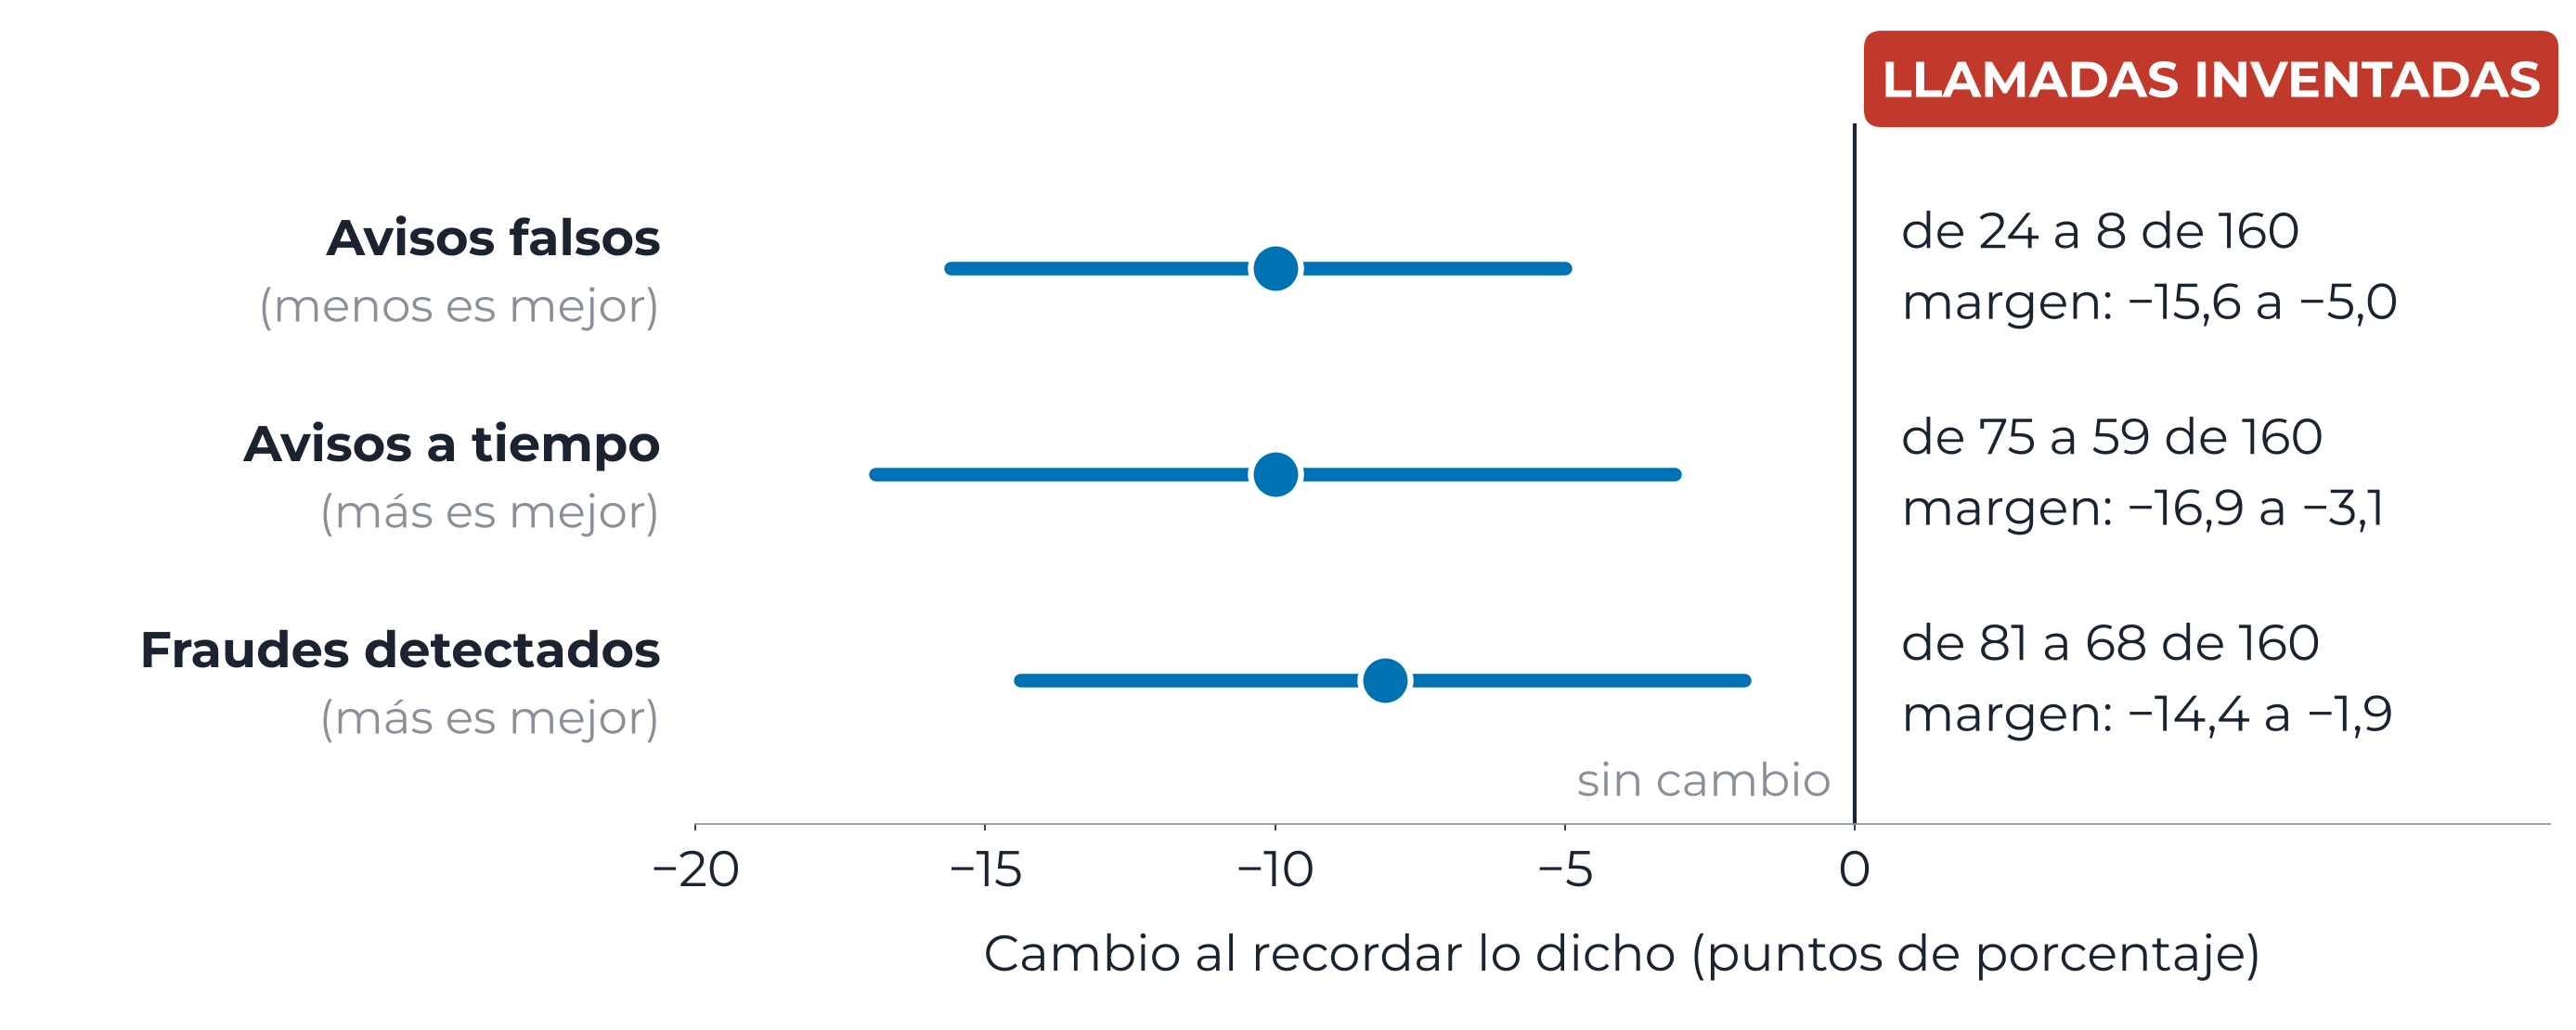 LLAMADAS INVENTADAS
Avisos falsos
(menos es mejor)
de 24 a 8 de 160
margen: −15,6 a −5,0
Avisos a tiempo
(más es mejor)
de 75 a 59 de 160
margen: −16,9 a −3,1
Fraudes detectados
(más es mejor)
de 81 a 68 de 160
margen: −14,4 a −1,9
sin cambio
−20 −15 −10 −5 0
Cambio al recordar lo dicho (puntos de porcentaje)